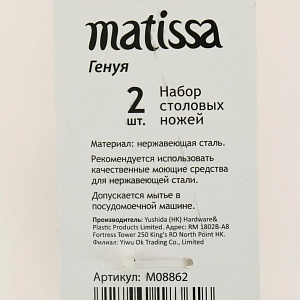 matissa
Генуя
2 Набор
шт. столовых
ножей
Материал: нержавеющая сталь.
Рекомендуется использовать
качественные моющие средства
для нержавеющей стали.
Допускается мытье в
посудомоечной машине.
Производитель: Yushida (HK) Hardware&
Plastic Products Limited. Адрес: RM 1802B-AB
Fortress Tower 250 King's RD North Point HK.
Филиал: Yiwu Ok Trading Co., Limited
Артикул: M08862